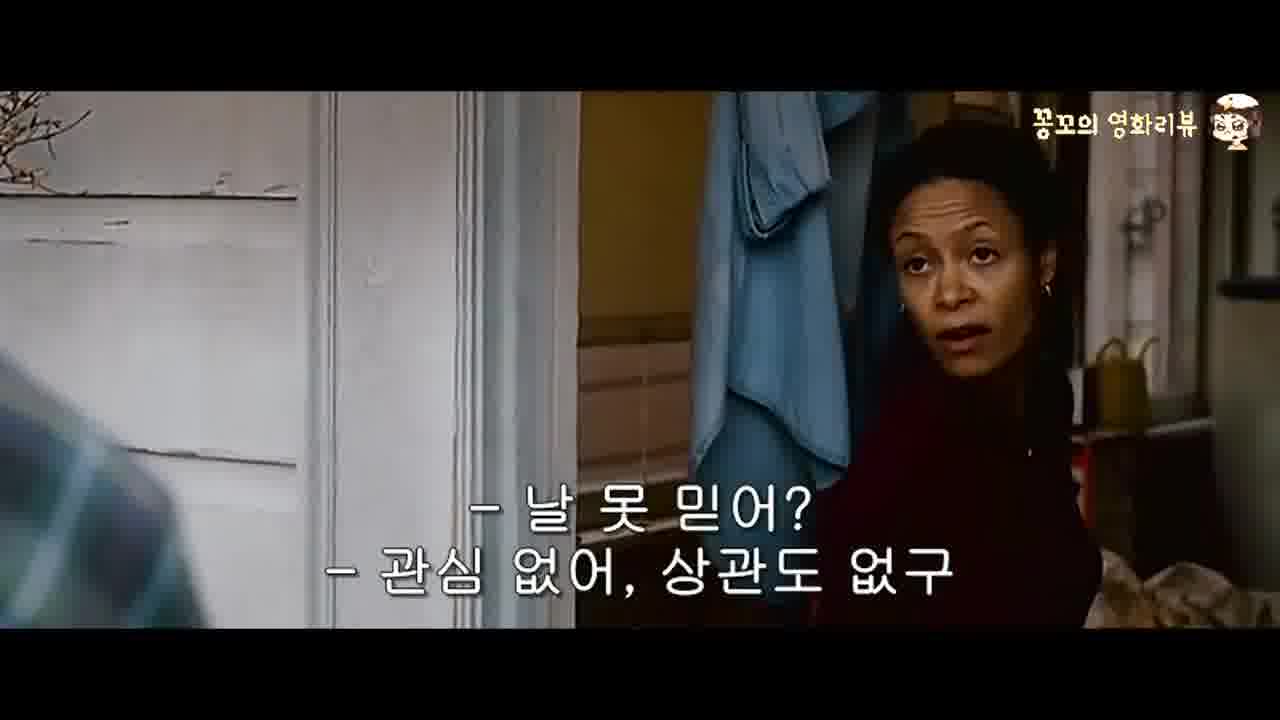 꽁꼬의 영화리뷰
- 날 못 믿어?
- 관심 없어, 상관도 없구